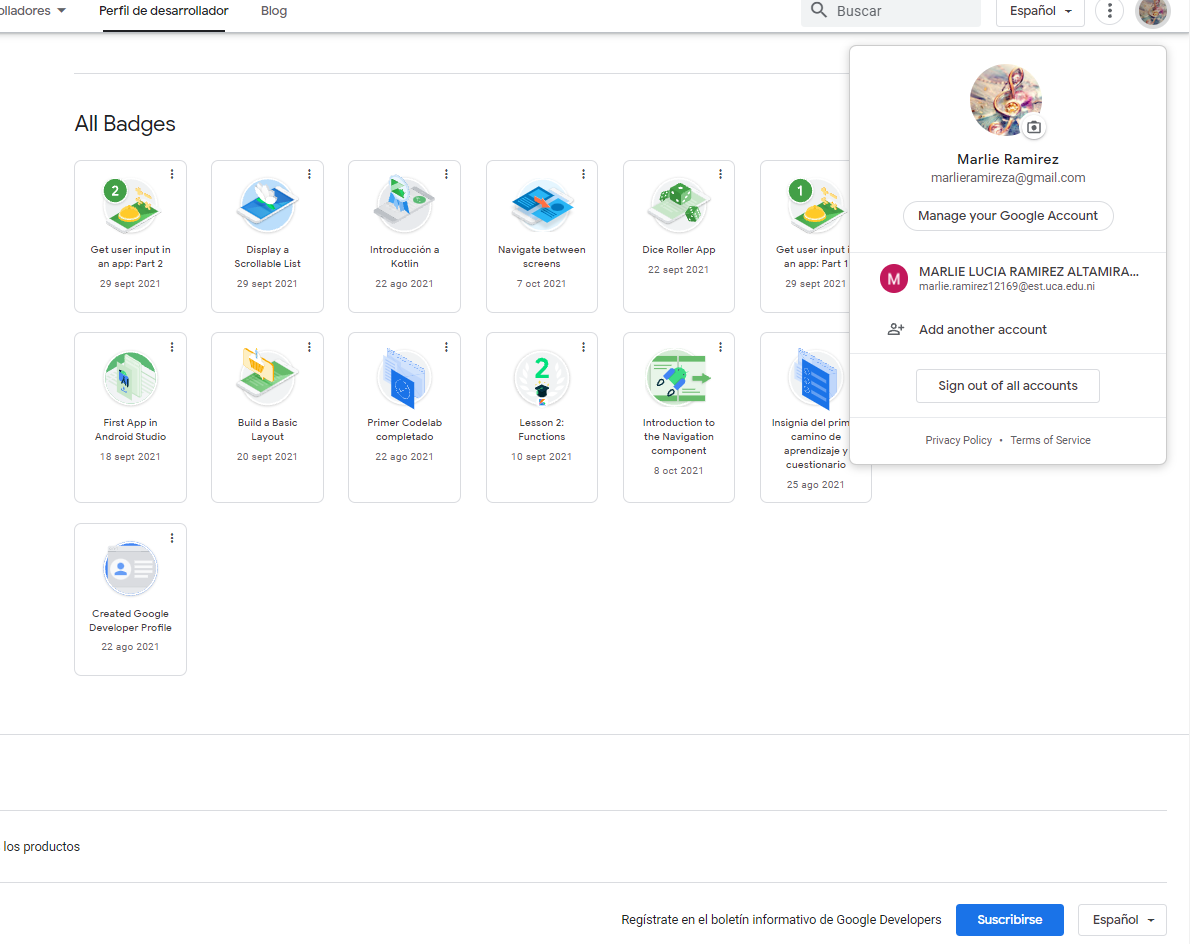 olladores
Perfil de desarrollador
Blog
Buscar
Español
Marlie Ramirez
marlieramireza@gmail.com
Manage your Google Account
M
MARLIE LUCIA RAMIREZ ALTAMIRA...
marlie.ramirez12169@est.uca.edu.ni
Add another account
Sign out of all accounts
Privacy Policy • Terms of Service
All Badges
2
Get user input in
an app: Part 2
29 sept 2021
Display a
Scrollable List
29 sept 2021
Introducción a
Kotlin
22 ago 2021
Navigate between
screens
7 oct 2021
Dice Roller App
22 sept 2021
1
Get user input i
an app: Part 1
29 sept 2021
First App in
Android Studio
18 sept 2021
Build a Basic
Layout
20 sept 2021
Primer Codelab
completado
22 ago 2021
2
Lesson 2:
Functions
10 sept 2021
Introduction to
the Navigation
component
8 oct 2021
Insignia del prim
camino de
aprendizaje y
cuestionario
25 ago 2021
Created Google
Developer Profile
22 ago 2021
los productos
Regístrate en el boletín informativo de Google Developers
Suscribirse
Español